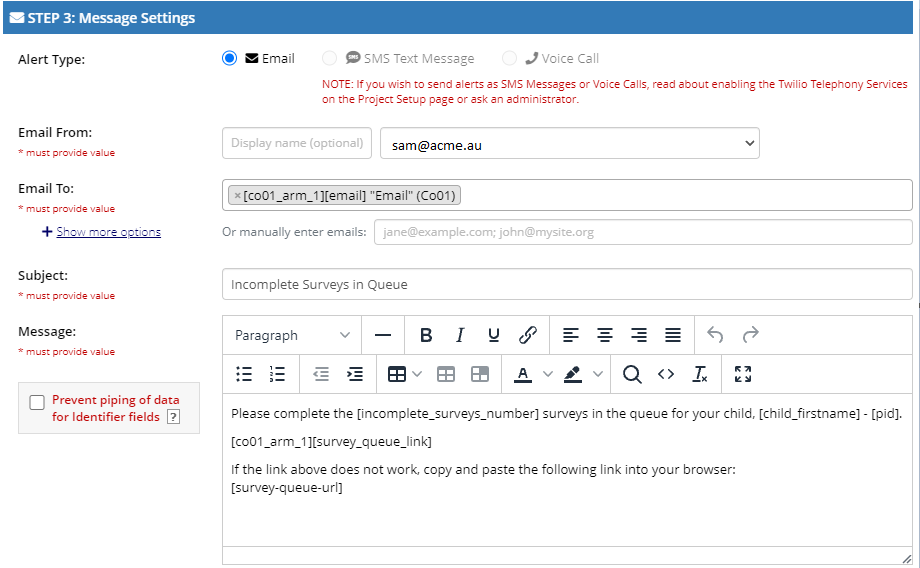 STEP 3: Message Settings
Alert Type:
Email
SMS Text Message
Voice Call
NOTE: If you wish to send alerts as SMS Messages or Voice Calls, read about enabling the Twilio Telephony Services
on the Project Setup page or ask an administrator.
Email From:
* must provide value
Display name (optional)
sam@acme.au
Email To:
* must provide value
×[co01_arm_1][email] "Email" (Co01)
+ Show more options
Or manually enter emails:
jane@example.com; john@mysite.org
Subject:
* must provide value
Incomplete Surveys in Queue
Message:
* must provide value
Paragraph
B I U
A
Prevent piping of data
for Identifier fields ?
Please complete the [incomplete_surveys_number] surveys in the queue for your child, [child_firstname] - [pid].
[co01_arm_1][survey_queue_link]
If the link above does not work, copy and paste the following link into your browser:
[survey-queue-url]